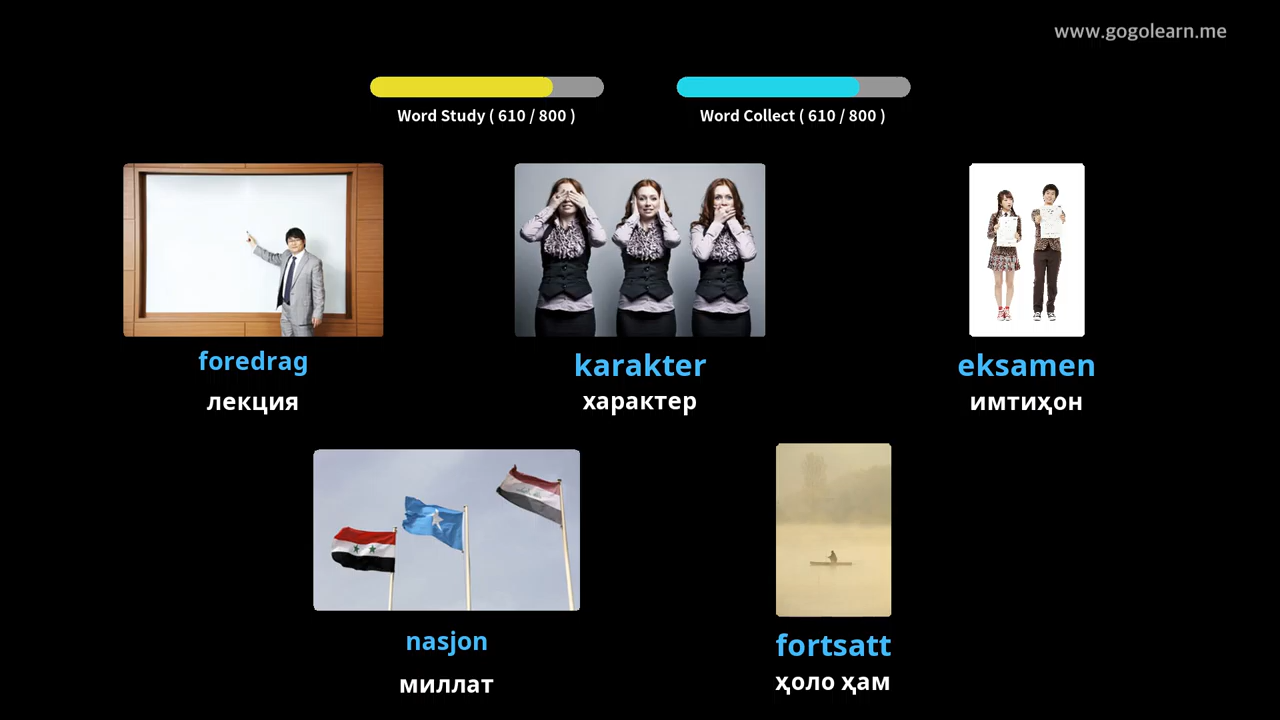 www.gogolearn.me
Word Study ( 610 / 800 )
Word Collect ( 610 / 800 )
foredrag
лекция
karakter
характер
eksamen
имтиҳон
nasjon
миллат
fortsatt
ҳоло ҳам